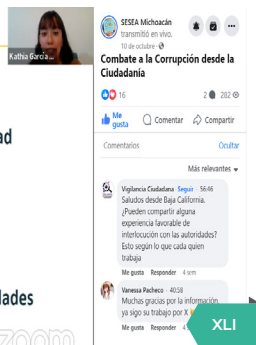 Kathia García ...
ad
dades
zoom
SESEA Michoacán
transmitió en vivo.
10 de octubre ·
Combate a la Corrupción desde la
Ciudadanía
16
2
282
Me
gusta
Comentar
Compartir
Comentarios
Ocultar
Más relevantes
Vigilancia Ciudadana · Seguir · 56:46
Saludos desde Baja California.
¿Pueden compartir alguna
experiencia favorable de
interlocución con las autoridades?
Esto según lo que cada quien
trabaja
Me gusta Responder 4 sem
Vanessa Pacheco · 40:58
Muchas gracias por la información,
ya sigo su trabajo por X
Me gusta Responder 4
XLI